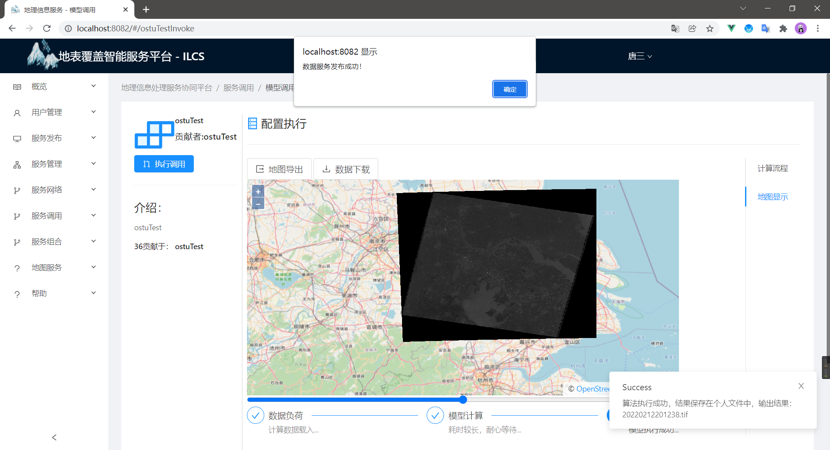 地理信息服务 - 模型调用
localhost:8082/#/ostuTestInvoke
地表覆盖智能服务平台 - ILCS
唐三
localhost:8082 显示
数据服务发布成功!
确定
概览
用户管理
服务发布
服务管理
服务网络
服务调用
服务组合
地图服务
帮助
地理信息处理服务协同平台 / 服务调用 / 模型调用
ostuTest
贡献者:ostuTest
执行调用
介绍:
ostuTest
36贡献于: ostuTest
配置执行
地图导出
数据下载
+
−
© OpenStree
计算流程
地图显示
数据负荷
计算数据载入...
模型计算
耗时较长, 耐心等待...
模型执行成功...
Success
算法执行成功, 结果保存在个人文件中, 输出结果:
20220212201238.tif